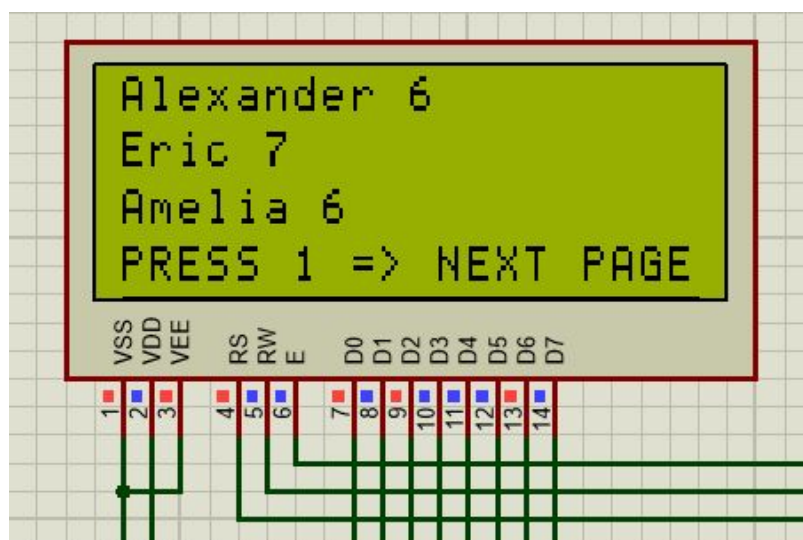 Alexander 6
Eric 7
Amelia 6
PRESS 1 => NEXT PAGE
VSS VDD VEE RS RW E D0 D1 D2 D3 D4 D5 D6 D7
1 2 3 4 5 6 7 8 9 10 11 12 13 14